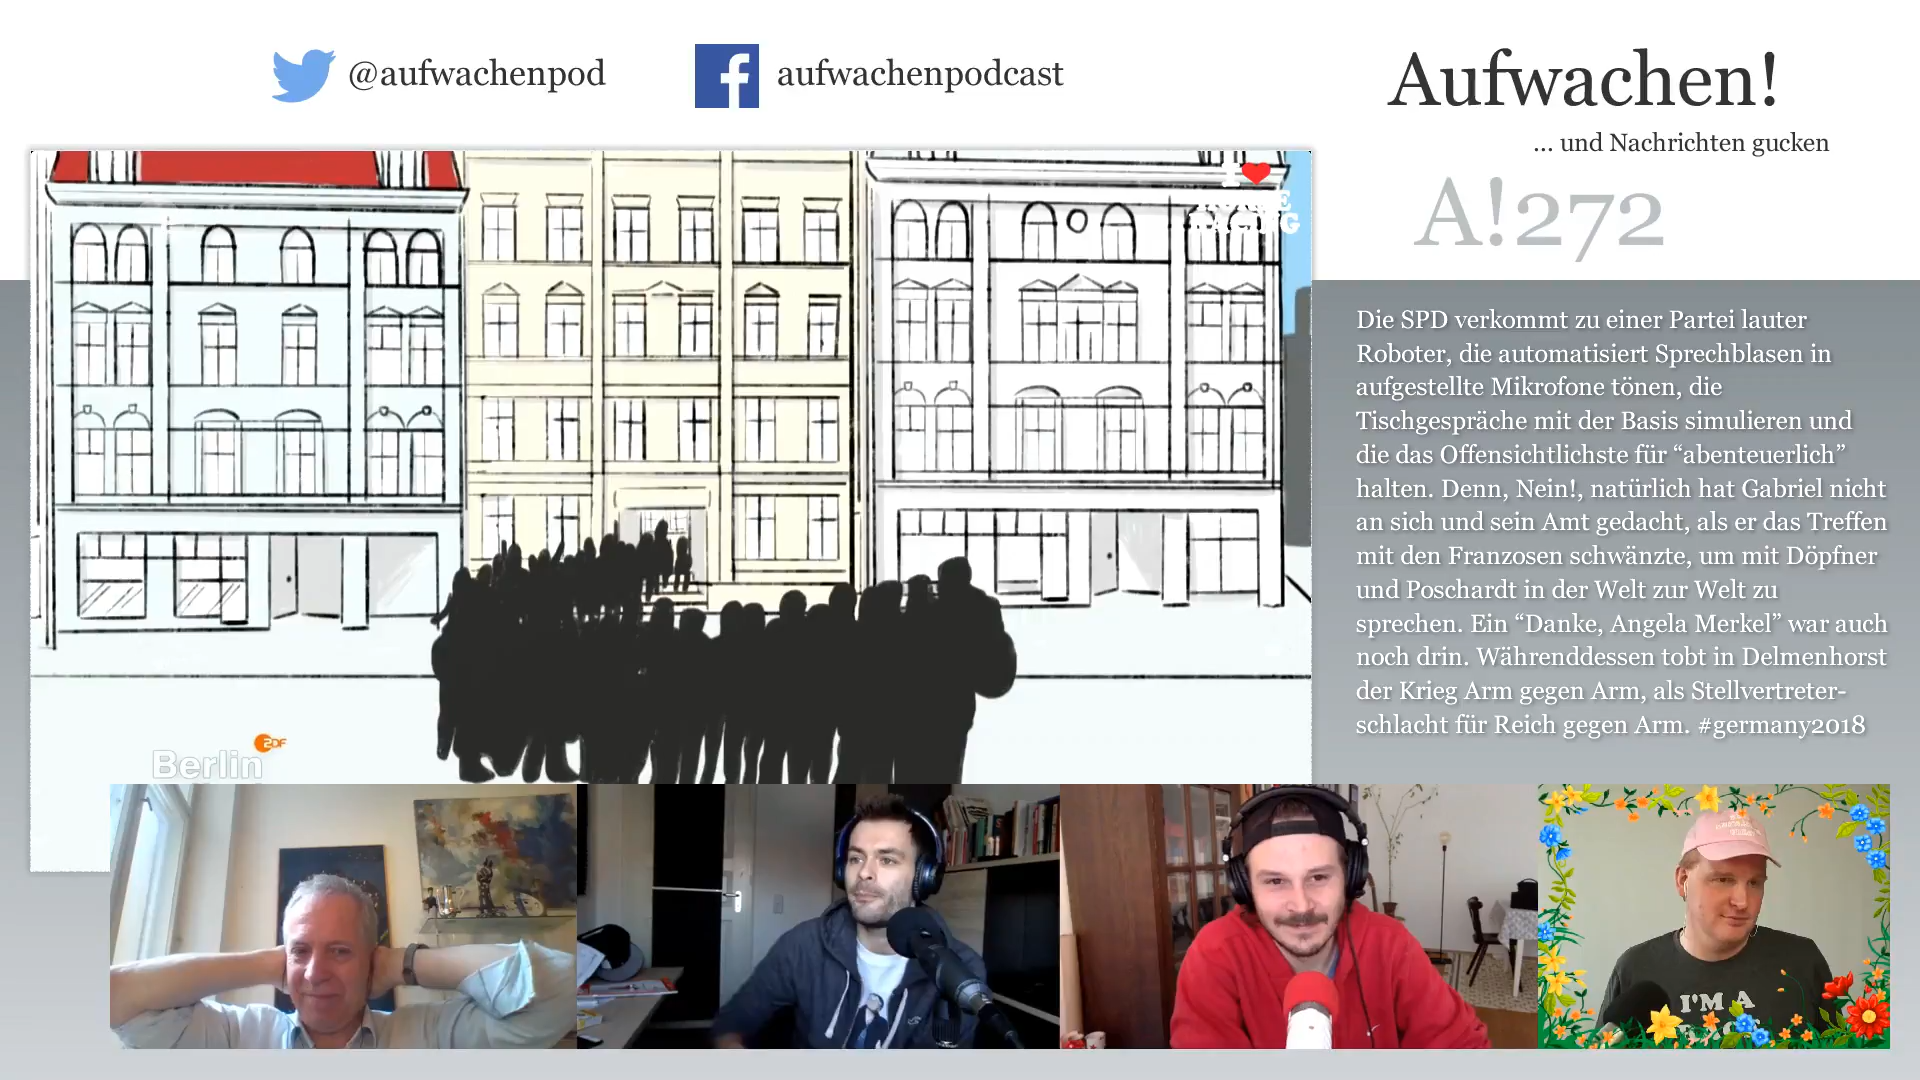 @aufwachenpod
aufwachenpodcast
Aufwachen!
... und Nachrichten gucken
A!272
I
RACING
Die SPD verkommt zu einer Partei lauter
Roboter, die automatisiert Sprechblasen in
aufgestellte Mikrofone tönen, die
Tischgespräche mit der Basis simulieren und
die das Offensichtlichste für “abenteuerlich”
halten. Denn, Nein!, natürlich hat Gabriel nicht
an sich und sein Amt gedacht, als er das Treffen
mit den Franzosen schwänzte, um mit Döpfner
und Poschardt in der Welt zur Welt zu
sprechen. Ein “Danke, Angela Merkel” war auch
noch drin. Währenddessen tobt in Delmenhorst
der Krieg Arm gegen Arm, als Stellvertreter-
schlacht für Reich gegen Arm. #germany2018
ZDF
Berlin
I'M A